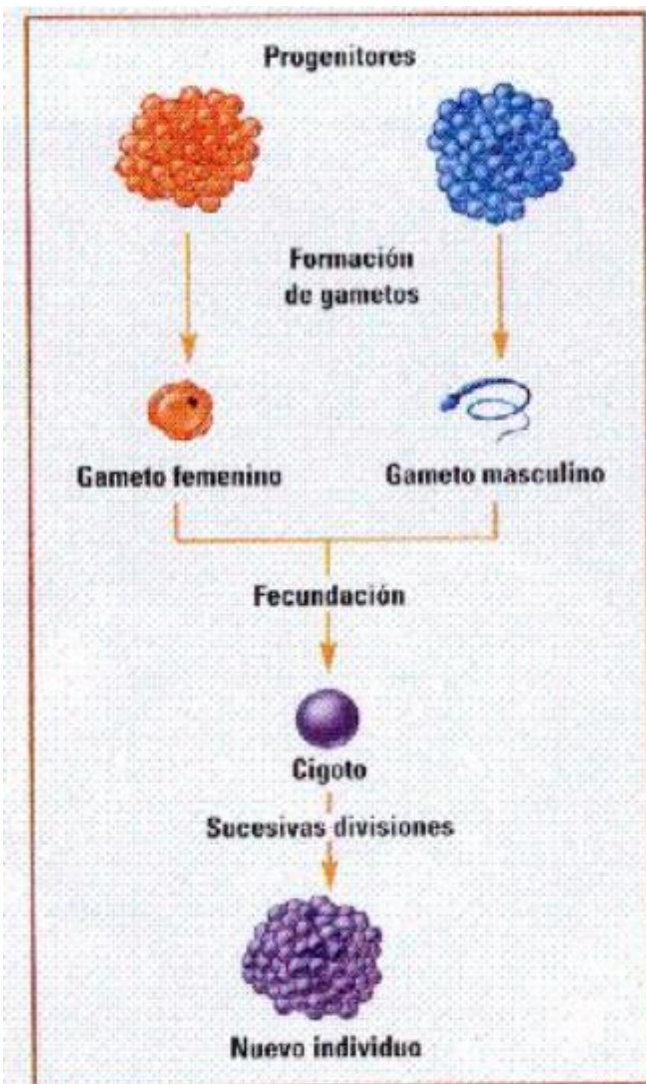 Progenitores
Formación
de gametos
Gameto femenino
Gameto masculino
Fecundación
Cigoto
Sucesivas divisiones
Nuevo individuo